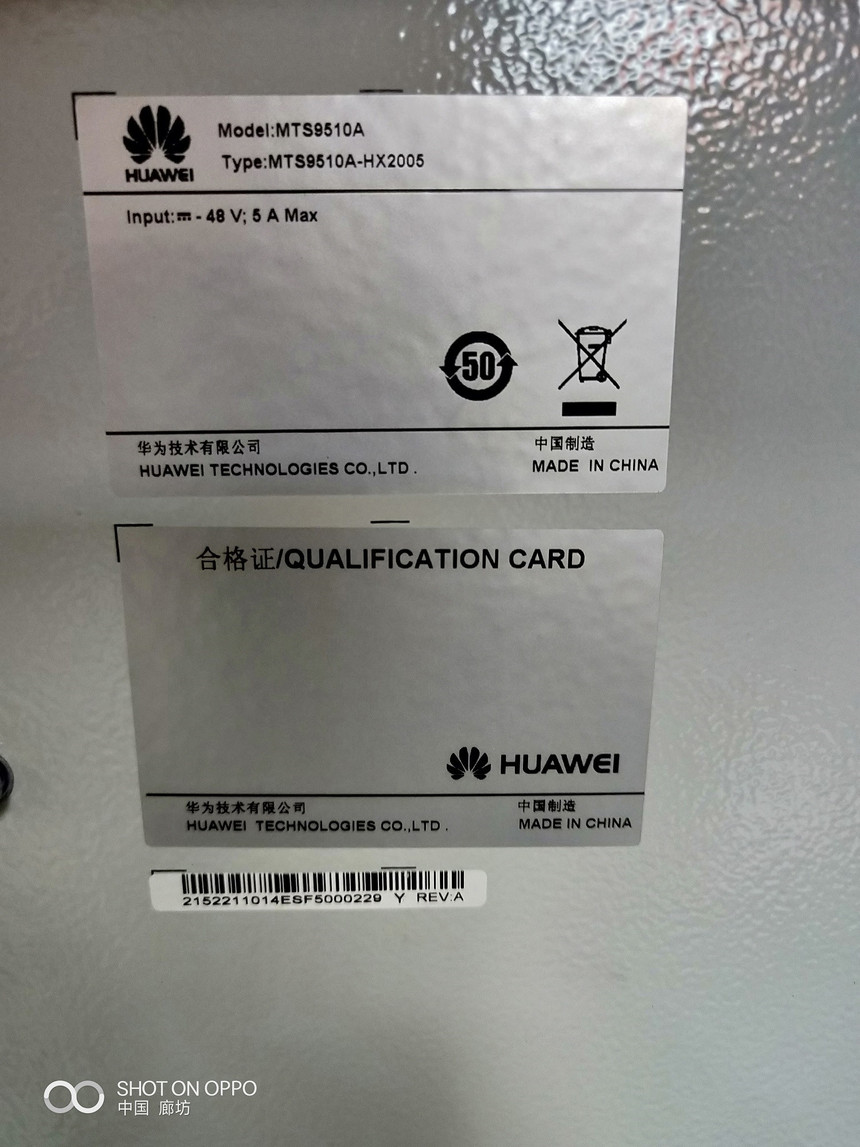 HUAWEI
Model:MTS9510A
Type:MTS9510A-HX2005
Input:⎓ - 48 V; 5 A Max
50
华为技术有限公司
中国制造
HUAWEI TECHNOLOGIES CO.,LTD .
MADE IN CHINA
合格证/QUALIFICATION CARD
HUAWEI
华为技术有限公司
中国制造
HUAWEI TECHNOLOGIES CO.,LTD .
MADE IN CHINA
2152211014ESF5000229 Y REV:A
SHOT ON OPPO
中国 廊坊